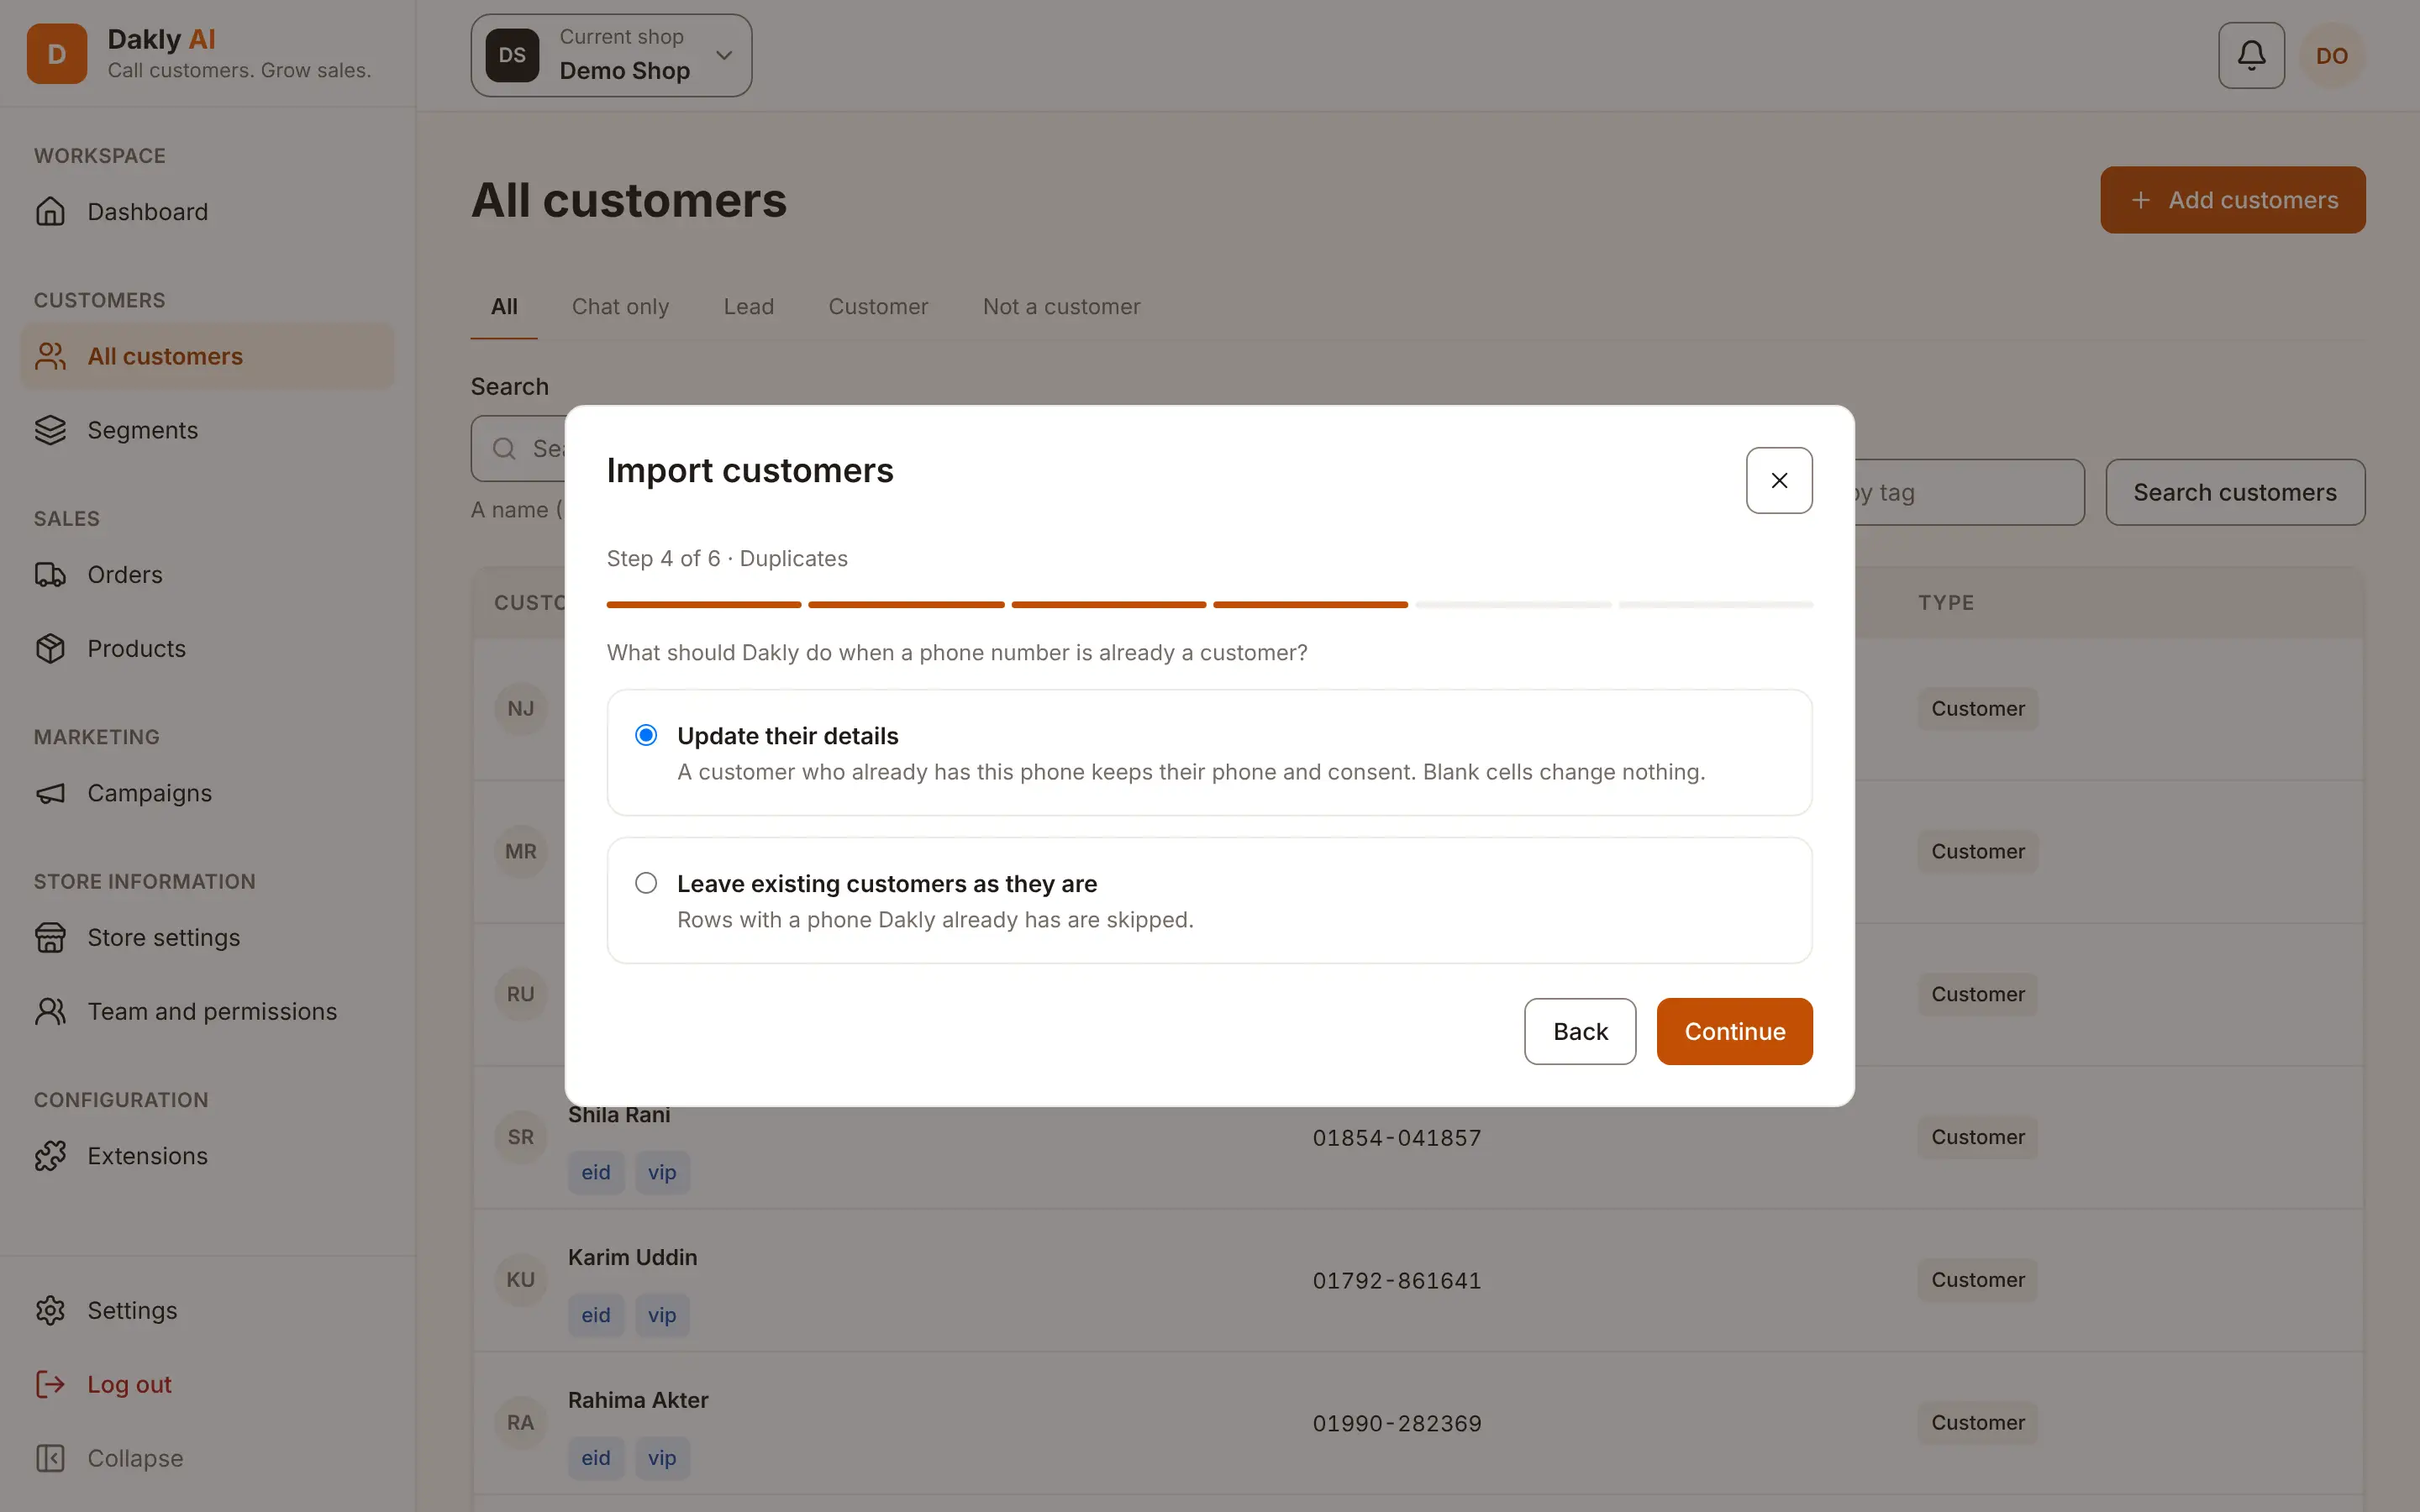 D
Dakly AI
Call customers. Grow sales.
DS
Current shop
Demo Shop
DO
WORKSPACE
Dashboard
CUSTOMERS
All customers
Segments
SALES
Orders
Products
MARKETING
Campaigns
STORE INFORMATION
Store settings
Team and permissions
CONFIGURATION
Extensions
Settings
Log out
Collapse
All customers
+ Add customers
All
Chat only
Lead
Customer
Not a customer
Search
A name (
by tag
Search customers
TYPE
Import customers
Step 4 of 6 · Duplicates
What should Dakly do when a phone number is already a customer?
Update their details
A customer who already has this phone keeps their phone and consent. Blank cells change nothing.
Leave existing customers as they are
Rows with a phone Dakly already has are skipped.
Back
Continue
NJ
Customer
MR
Customer
RU
Customer
SR
Shila Rani
eid vip
01854-041857
Customer
KU
Karim Uddin
eid vip
01792-861641
Customer
RA
Rahima Akter
eid vip
01990-282369
Customer